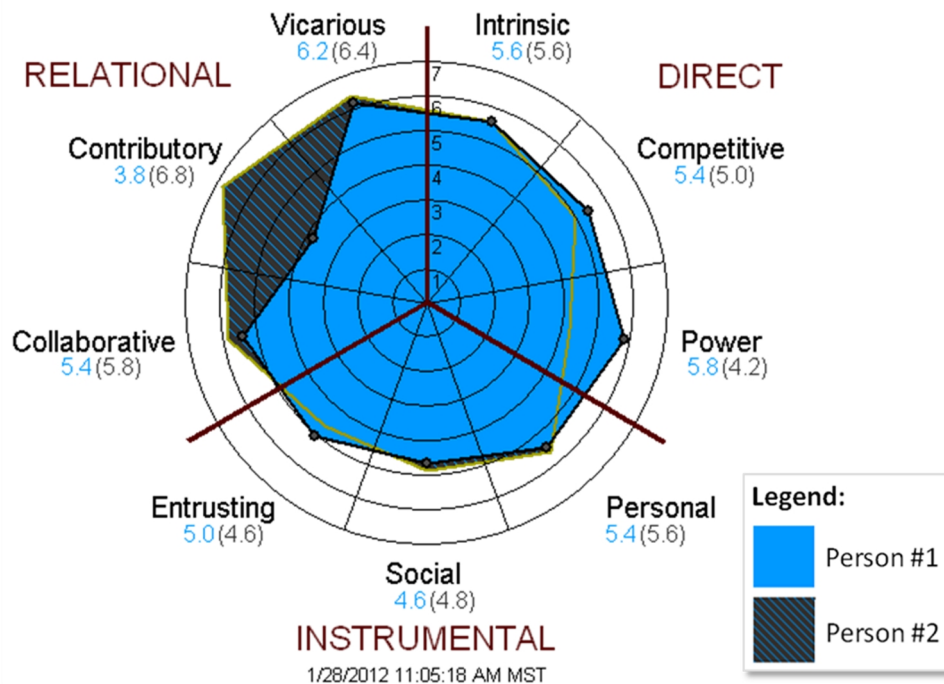 Vicarious
6.2(6.4)
Intrinsic
5.6(5.6)
RELATIONAL
DIRECT
7
6
5
4
3
2
1
Contributory
3.8(6.8)
Competitive
5.4(5.0)
Collaborative
5.4(5.8)
Power
5.8(4.2)
Entrusting
5.0(4.6)
Personal
5.4(5.6)
Social
4.6(4.8)
INSTRUMENTAL
1/28/2012 11:05:18 AM MST
Legend:
Person #1
Person #2